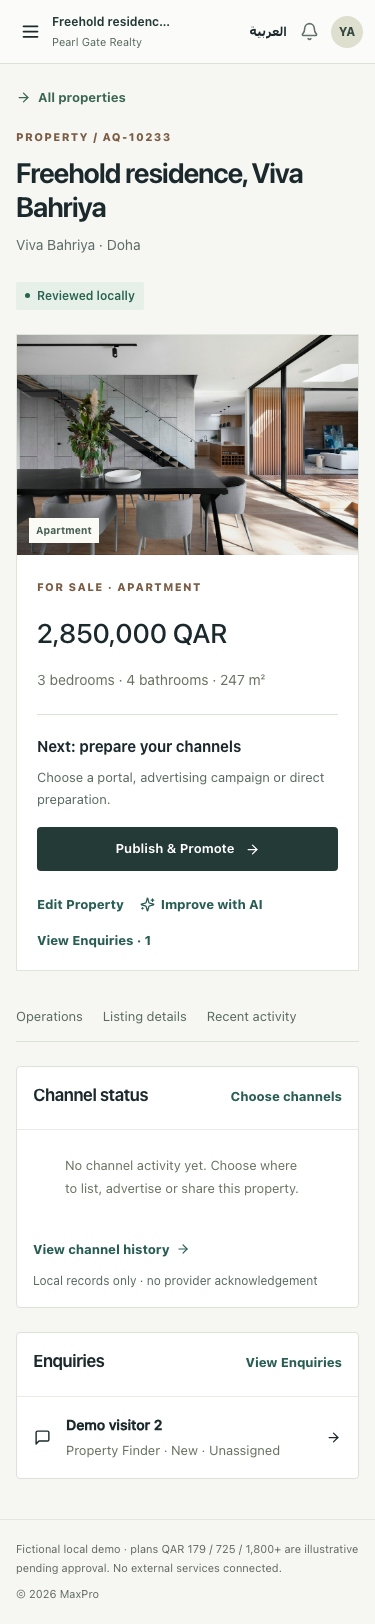 Freehold residenc...
Pearl Gate Realty
العربية
YA
All properties
PROPERTY / AQ-10233
Freehold residence, Viva
Bahriya
Viva Bahriya · Doha
Reviewed locally
Apartment
FOR SALE · APARTMENT
2,850,000 QAR
3 bedrooms · 4 bathrooms · 247 m²
Next: prepare your channels
Choose a portal, advertising campaign or direct
preparation.
Publish & Promote
Edit Property
Improve with AI
View Enquiries · 1
Operations
Listing details
Recent activity
Channel status
Choose channels
No channel activity yet. Choose where
to list, advertise or share this property.
View channel history
Local records only · no provider acknowledgement
Enquiries
View Enquiries
Demo visitor 2
Property Finder · New · Unassigned
Fictional local demo · plans QAR 179 / 725 / 1,800+ are illustrative
pending approval. No external services connected.
© 2026 MaxPro